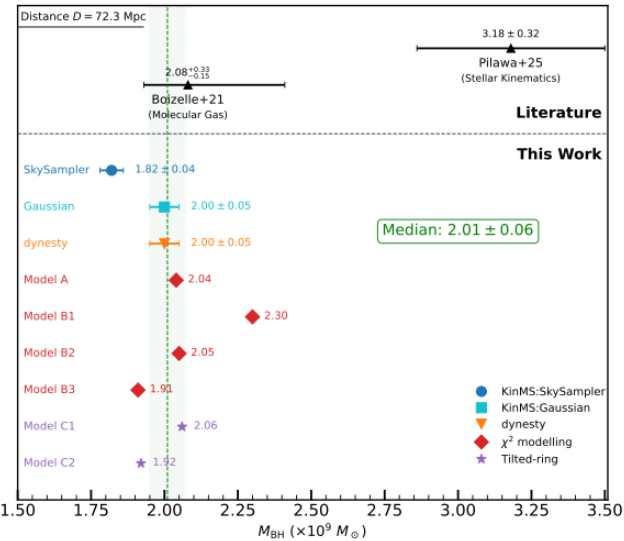 Distance D = 72.3 Mpc
3.18 ± 0.32
Pilawa+25
(Stellar Kinematics)
2.08+0.33−0.15
Boizelle+21
(Molecular Gas)
Literature
This Work
SkySampler 1.82 ± 0.04
Gaussian 2.00 ± 0.05
Median: 2.01 ± 0.06
dynesty 2.00 ± 0.05
Model A 2.04
Model B1 2.30
Model B2 2.05
Model B3 1.91
Model C1 2.06
Model C2 1.92
KinMS:SkySampler
KinMS:Gaussian
dynesty
χ² modelling
Tilted-ring
1.50 1.75 2.00 2.25 2.50 2.75 3.00 3.25 3.50
MBH (×10⁹ M⊙)